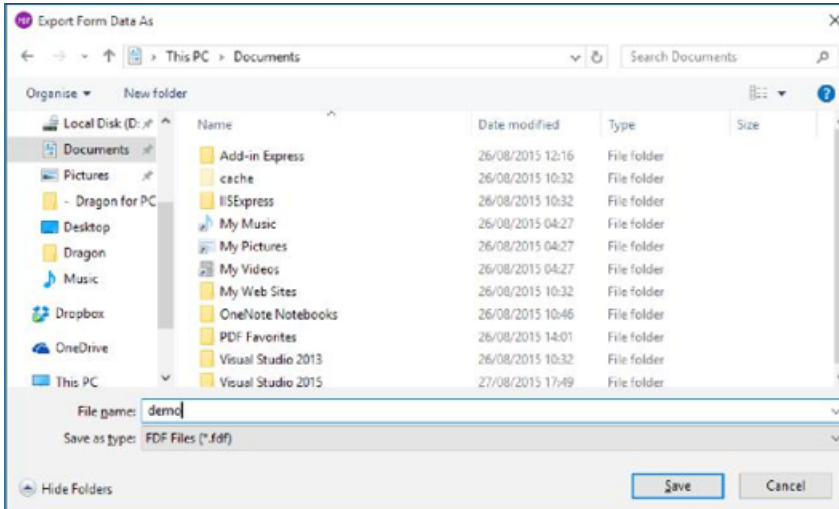 Export Form Data As
This PC > Documents
Search Documents
Organise New folder
Name Date modified Type Size
Local Disk (D:
Documents
Pictures
- Dragon for PC
Desktop
Dragon
Music
Dropbox
OneDrive
This PC
Add-in Express 26/08/2015 12:16 File folder
cache 26/08/2015 10:32 File folder
IISExpress 26/08/2015 10:32 File folder
My Music 26/08/2015 04:27 File folder
My Pictures 26/08/2015 04:27 File folder
My Videos 26/08/2015 04:27 File folder
My Web Sites 26/08/2015 10:32 File folder
OneNote Notebooks 26/08/2015 10:46 File folder
PDF Favorites 26/08/2015 14:01 File folder
Visual Studio 2013 26/08/2015 10:32 File folder
Visual Studio 2015 27/08/2015 17:49 File folder
File name: demo
Save as type: FDF Files (*.fdf)
Hide Folders Save Cancel